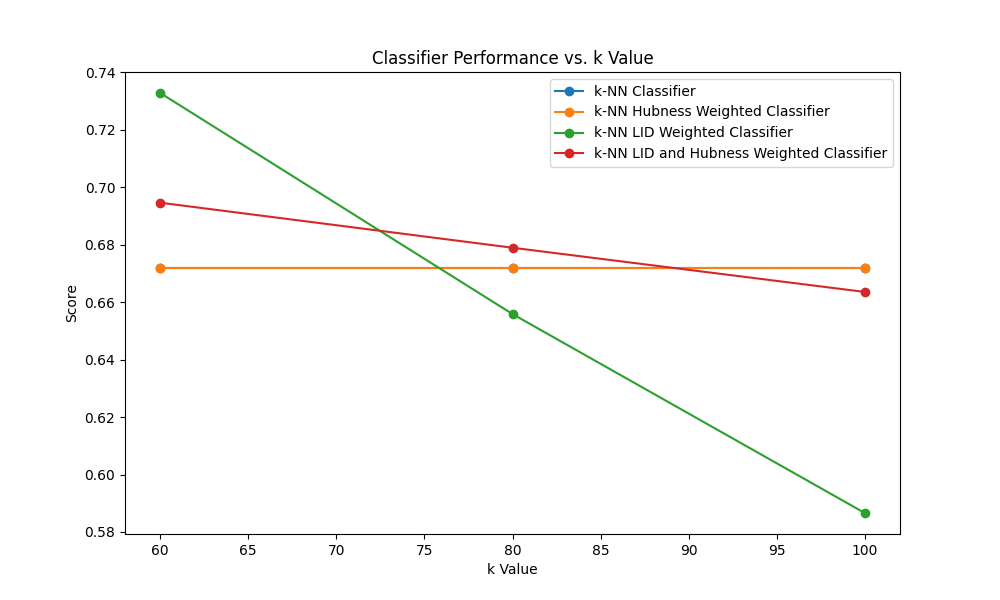 Classifier Performance vs. k Value
k-NN Classifier
k-NN Hubness Weighted Classifier
k-NN LID Weighted Classifier
k-NN LID and Hubness Weighted Classifier
Score
0.74
0.72
0.70
0.68
0.66
0.64
0.62
0.60
0.58
60 65 70 75 80 85 90 95 100
k Value